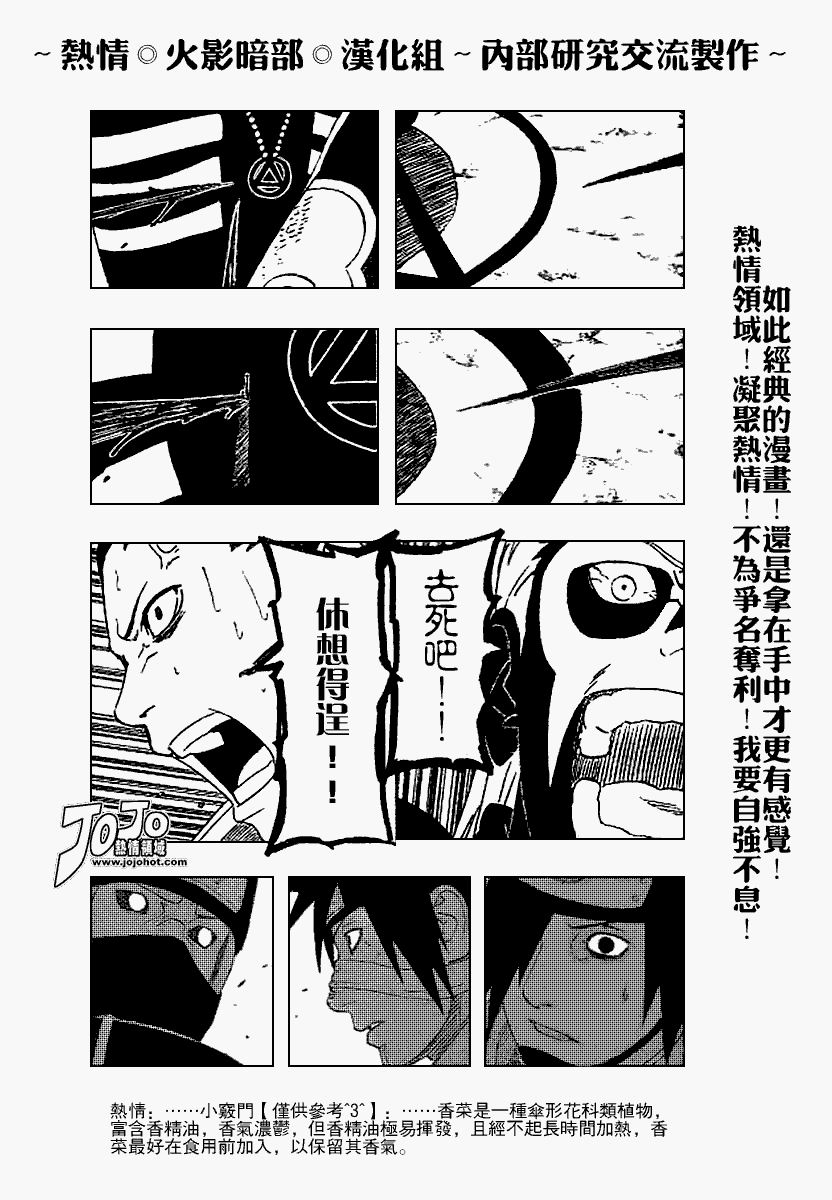 ~熱情◎火影暗部◎漢化組~內部研究交流製作~
如此經典的漫畫！還是拿在手中才更有感覺！
熱情領域！凝聚熱情！不為爭名奪利！我要自強不息！
去死吧！！
休想得逞！！
JOJO
熱情領域
www.jojohot.com
熱情：……小竅門【僅供參考^3^】：……香菜是一種傘形花科類植物，
富含香精油，香氣濃鬱，但香精油極易揮發，且經不起長時間加熱，香
菜最好在食用前加入，以保留其香氣。